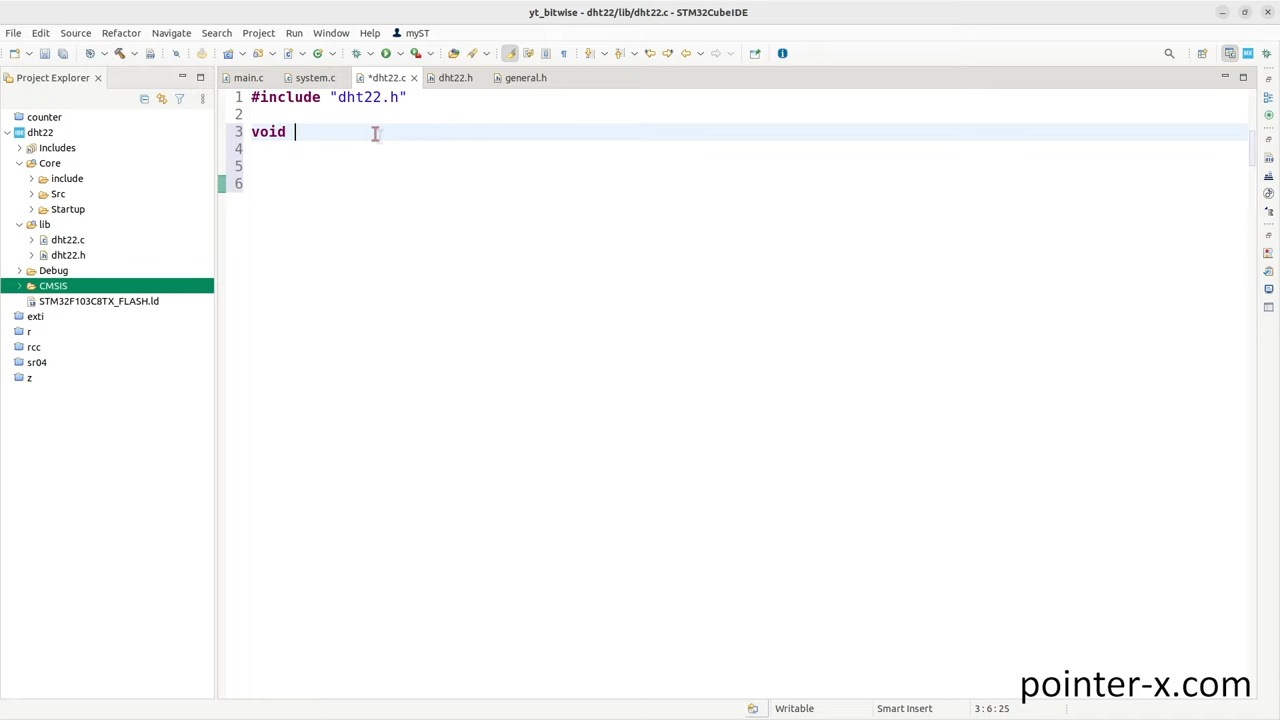 yt_bitwise - dht22/lib/dht22.c - STM32CubeIDE
File Edit Source Refactor Navigate Search Project Run Window Help myST
Project Explorer
main.c
system.c
*dht22.c
dht22.h
general.h
counter
dht22
Includes
Core
include
Src
Startup
lib
dht22.c
dht22.h
Debug
CMSIS
STM32F103C8TX_FLASH.ld
exti
r
rcc
sr04
z
1 #include "dht22.h"
2
3 void
4
5
6
pointer-x.com
Writable
Smart Insert
3 : 6 : 25